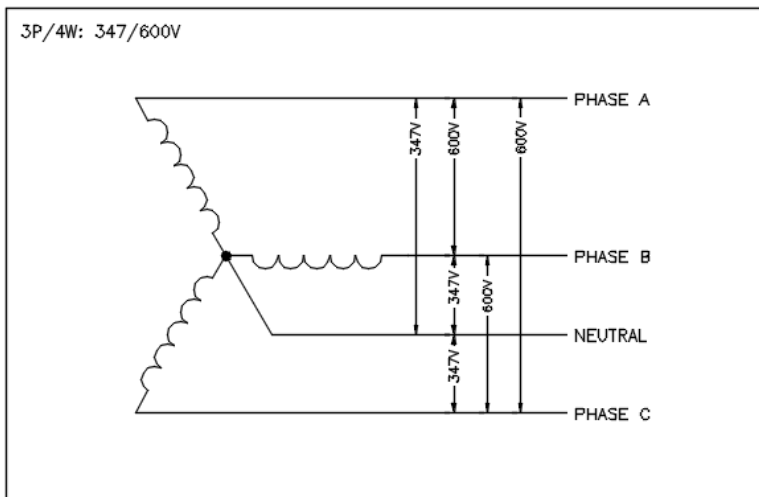 3P/4W: 347/600V
PHASE A
347V
600V
600V
PHASE B
347V
600V
NEUTRAL
347V
PHASE C